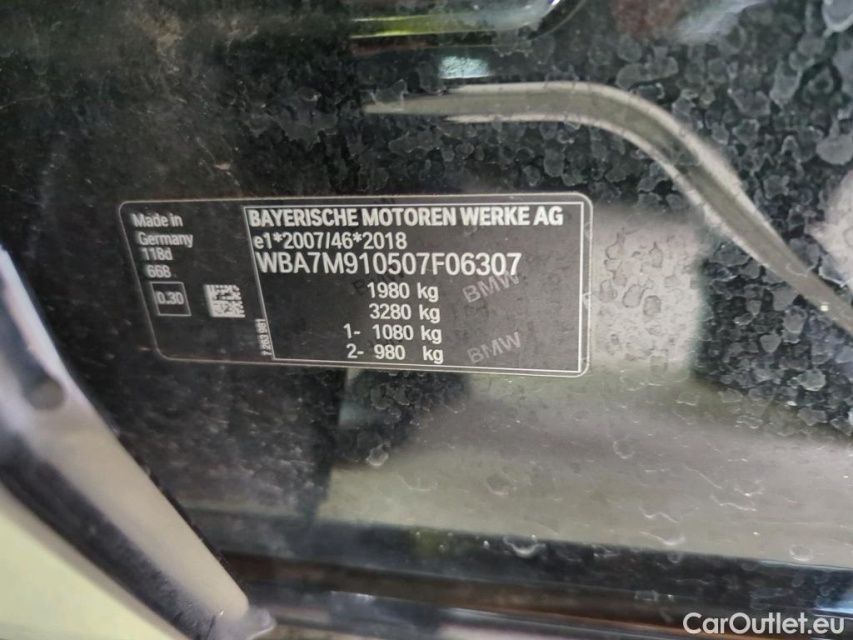 Made in
Germany
118d
668
0.30
BAYERISCHE MOTOREN WERKE AG
e1*2007/46*2018
WBA7M910507F06307
1980 kg
3280 kg
1- 1080 kg
2- 980 kg
BMW
BMW
CarOutlet.eu